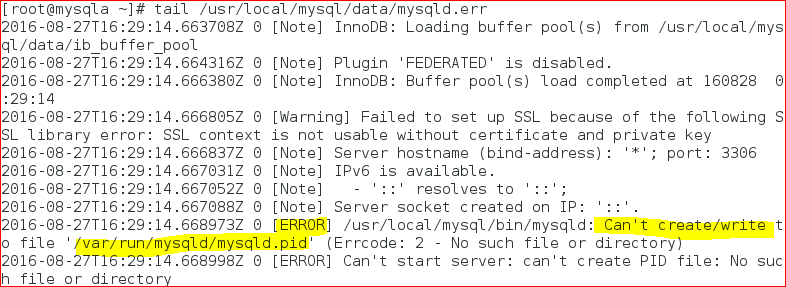 [root@mysqla ~]# tail /usr/local/mysql/data/mysqld.err
2016-08-27T16:29:14.663708Z 0 [Note] InnoDB: Loading buffer pool(s) from /usr/local/mys
ql/data/ib_buffer_pool
2016-08-27T16:29:14.664316Z 0 [Note] Plugin 'FEDERATED' is disabled.
2016-08-27T16:29:14.666380Z 0 [Note] InnoDB: Buffer pool(s) load completed at 160828  0
:29:14
2016-08-27T16:29:14.666805Z 0 [Warning] Failed to set up SSL because of the following S
SL library error: SSL context is not usable without certificate and private key
2016-08-27T16:29:14.666837Z 0 [Note] Server hostname (bind-address): '*'; port: 3306
2016-08-27T16:29:14.667031Z 0 [Note] IPv6 is available.
2016-08-27T16:29:14.667052Z 0 [Note]   - '::' resolves to '::';
2016-08-27T16:29:14.667088Z 0 [Note] Server socket created on IP: '::'.
2016-08-27T16:29:14.668973Z 0 [ERROR] /usr/local/mysql/bin/mysqld: Can't create/write t
o file '/var/run/mysqld/mysqld.pid' (Errcode: 2 - No such file or directory)
2016-08-27T16:29:14.668998Z 0 [ERROR] Can't start server: can't create PID file: No suc
h file or directory